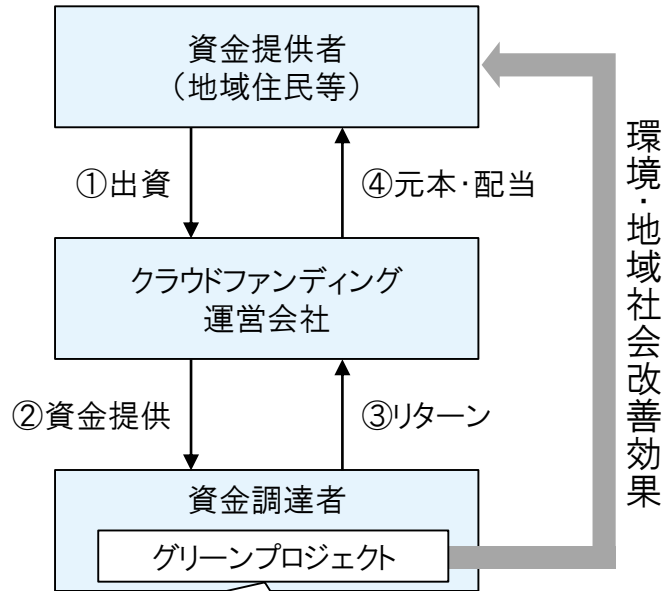 資金提供者
（地域住民等）
①出資
④元本・配当
クラウドファンディング
運営会社
②資金提供
③リターン
資金調達者
グリーンプロジェクト
環境・地域社会改善効果